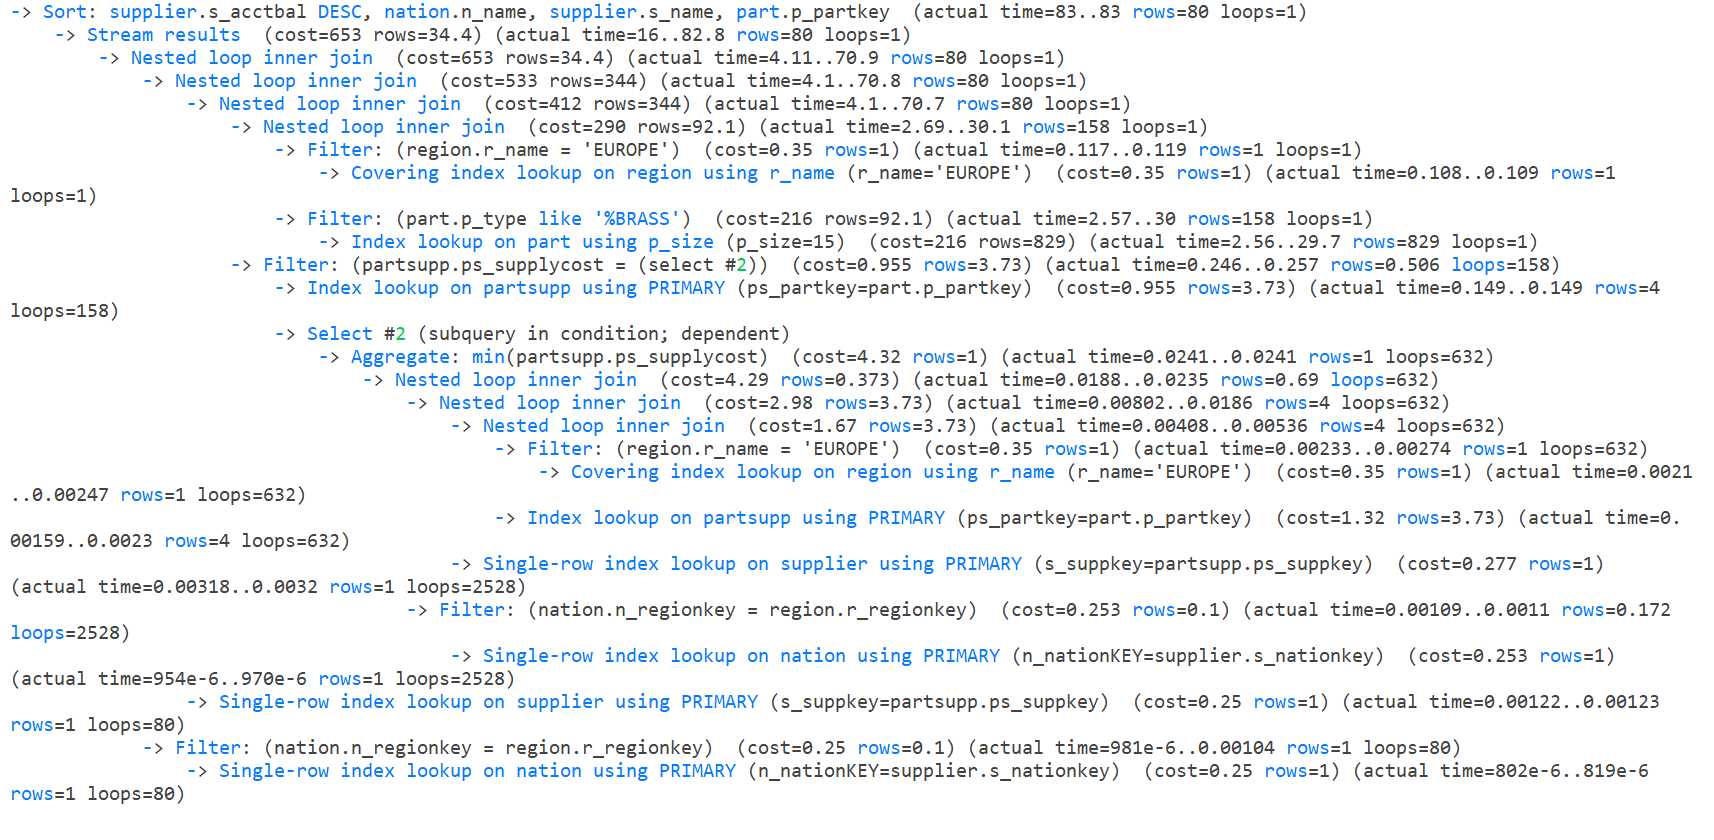 -> Sort: supplier.s_acctbal DESC, nation.n_name, supplier.s_name, part.p_partkey  (actual time=83..83 rows=80 loops=1)
    -> Stream results  (cost=653 rows=34.4) (actual time=16..82.8 rows=80 loops=1)
        -> Nested loop inner join  (cost=653 rows=34.4) (actual time=4.11..70.9 rows=80 loops=1)
            -> Nested loop inner join  (cost=533 rows=344) (actual time=4.1..70.8 rows=80 loops=1)
                -> Nested loop inner join  (cost=412 rows=344) (actual time=4.1..70.7 rows=80 loops=1)
                    -> Nested loop inner join  (cost=290 rows=92.1) (actual time=2.69..30.1 rows=158 loops=1)
                        -> Filter: (region.r_name = 'EUROPE')  (cost=0.35 rows=1) (actual time=0.117..0.119 rows=1 loops=1)
                            -> Covering index lookup on region using r_name (r_name='EUROPE')  (cost=0.35 rows=1) (actual time=0.108..0.109 rows=1
loops=1)
                        -> Filter: (part.p_type like '%BRASS')  (cost=216 rows=92.1) (actual time=2.57..30 rows=158 loops=1)
                            -> Index lookup on part using p_size (p_size=15)  (cost=216 rows=829) (actual time=2.56..29.7 rows=829 loops=1)
                    -> Filter: (partsupp.ps_supplycost = (select #2))  (cost=0.955 rows=3.73) (actual time=0.246..0.257 rows=0.506 loops=158)
                        -> Index lookup on partsupp using PRIMARY (ps_partkey=part.p_partkey)  (cost=0.955 rows=3.73) (actual time=0.149..0.149 rows=4
loops=158)
                        -> Select #2 (subquery in condition; dependent)
                            -> Aggregate: min(partsupp.ps_supplycost)  (cost=4.32 rows=1) (actual time=0.0241..0.0241 rows=1 loops=632)
                                -> Nested loop inner join  (cost=4.29 rows=0.373) (actual time=0.0188..0.0235 rows=0.69 loops=632)
                                    -> Nested loop inner join  (cost=2.98 rows=3.73) (actual time=0.00802..0.0186 rows=4 loops=632)
                                        -> Nested loop inner join  (cost=1.67 rows=3.73) (actual time=0.00408..0.00536 rows=4 loops=632)
                                            -> Filter: (region.r_name = 'EUROPE')  (cost=0.35 rows=1) (actual time=0.00233..0.00274 rows=1 loops=632)
                                                -> Covering index lookup on region using r_name (r_name='EUROPE')  (cost=0.35 rows=1) (actual time=0.0021
..0.00247 rows=1 loops=632)
                                            -> Index lookup on partsupp using PRIMARY (ps_partkey=part.p_partkey)  (cost=1.32 rows=3.73) (actual time=0.
00159..0.0023 rows=4 loops=632)
                                        -> Single-row index lookup on supplier using PRIMARY (s_suppkey=partsupp.ps_suppkey)  (cost=0.277 rows=1)
(actual time=0.00318..0.0032 rows=1 loops=2528)
                                    -> Filter: (nation.n_regionkey = region.r_regionkey)  (cost=0.253 rows=0.1) (actual time=0.00109..0.0011 rows=0.172
loops=2528)
                                        -> Single-row index lookup on nation using PRIMARY (n_nationKEY=supplier.s_nationkey)  (cost=0.253 rows=1)
(actual time=954e-6..970e-6 rows=1 loops=2528)
                -> Single-row index lookup on supplier using PRIMARY (s_suppkey=partsupp.ps_suppkey)  (cost=0.25 rows=1) (actual time=0.00122..0.00123
rows=1 loops=80)
            -> Filter: (nation.n_regionkey = region.r_regionkey)  (cost=0.25 rows=0.1) (actual time=981e-6..0.00104 rows=1 loops=80)
                -> Single-row index lookup on nation using PRIMARY (n_nationKEY=supplier.s_nationkey)  (cost=0.25 rows=1) (actual time=802e-6..819e-6
rows=1 loops=80)